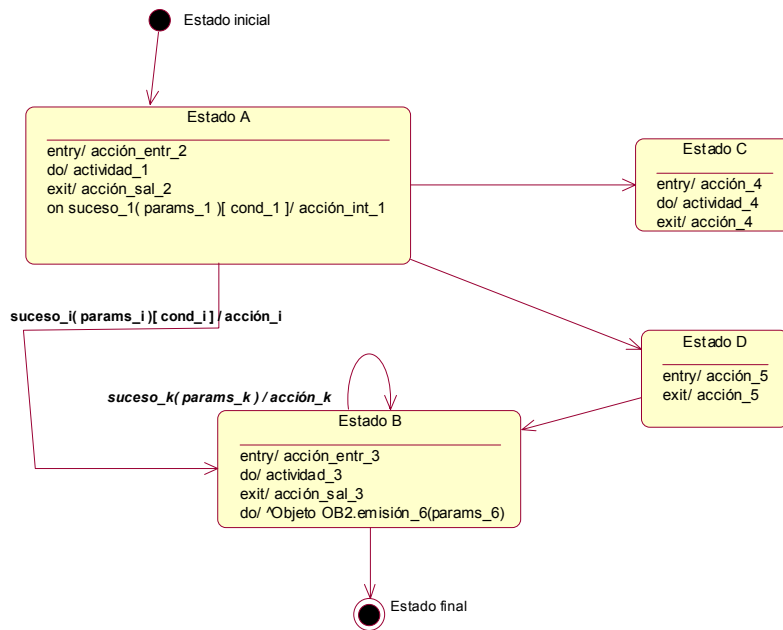 Estado inicial
Estado A
entry/ acción_entr_2
do/ actividad_1
exit/ acción_sal_2
on suceso_1( params_1 )[ cond_1 ]/ acción_int_1
Estado C
entry/ acción_4
do/ actividad_4
exit/ acción_4
suceso_i( params_i )[ cond_i ] / acción_i
Estado D
entry/ acción_5
exit/ acción_5
suceso_k( params_k ) / acción_k
Estado B
entry/ acción_entr_3
do/ actividad_3
exit/ acción_sal_3
do/ ^Objeto OB2.emisión_6(params_6)
Estado final